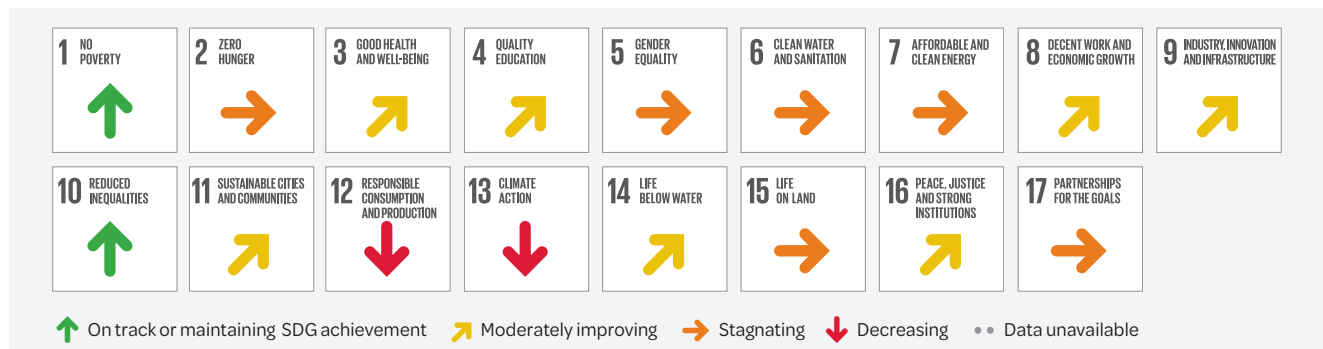 1 NO
POVERTY
2 ZERO
HUNGER
3 GOOD HEALTH
AND WELL-BEING
4 QUALITY
EDUCATION
5 GENDER
EQUALITY
6 CLEAN WATER
AND SANITATION
7 AFFORDABLE AND
CLEAN ENERGY
8 DECENT WORK AND
ECONOMIC GROWTH
9 INDUSTRY, INNOVATION
AND INFRASTRUCTURE
10 REDUCED
INEQUALITIES
11 SUSTAINABLE CITIES
AND COMMUNITIES
12 RESPONSIBLE
CONSUMPTION
AND PRODUCTION
13 CLIMATE
ACTION
14 LIFE
BELOW WATER
15 LIFE
ON LAND
16 PEACE, JUSTICE
AND STRONG
INSTITUTIONS
17 PARTNERSHIPS
FOR THE GOALS
On track or maintaining SDG achievement Moderately improving Stagnating Decreasing Data unavailable